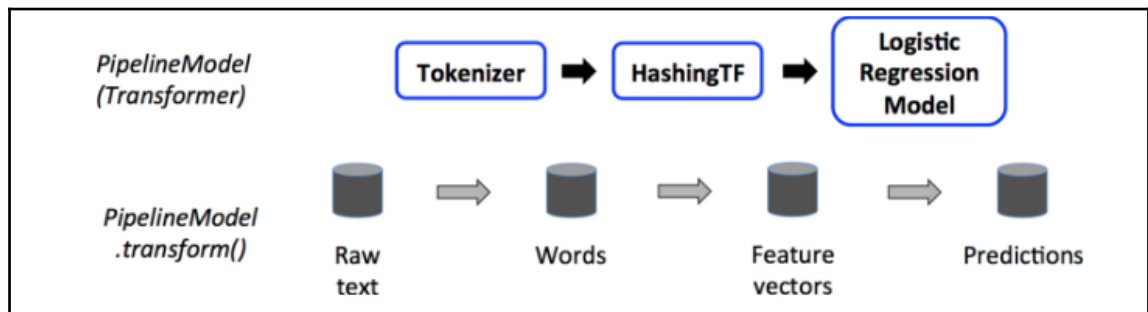 PipelineModel
(Transformer)
Tokenizer
HashingTF
Logistic
Regression
Model
PipelineModel
.transform()
Raw
text
Words
Feature
vectors
Predictions